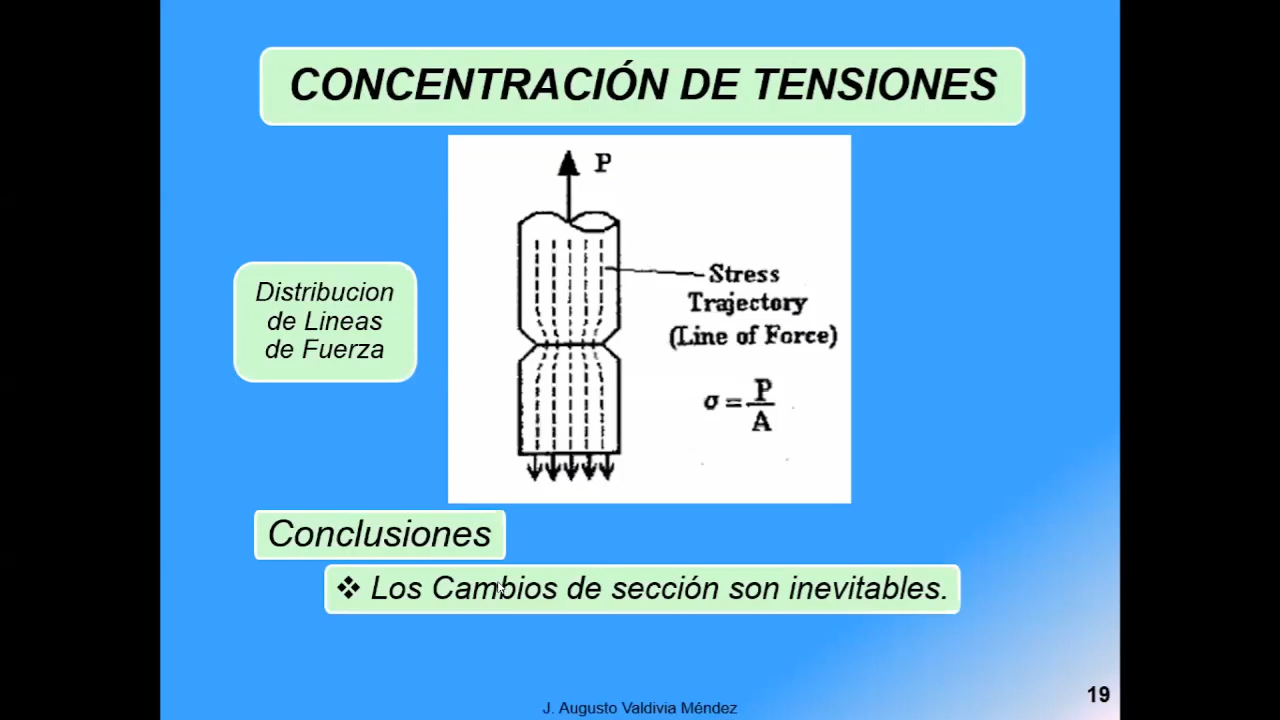 CONCENTRACIÓN DE TENSIONES
P
Distribucion
de Lineas
de Fuerza
Stress
Trajectory
(Line of Force)
σ = P
A
Conclusiones
❖ Los Cambios de sección son inevitables.
J. Augusto Valdivia Méndez
19